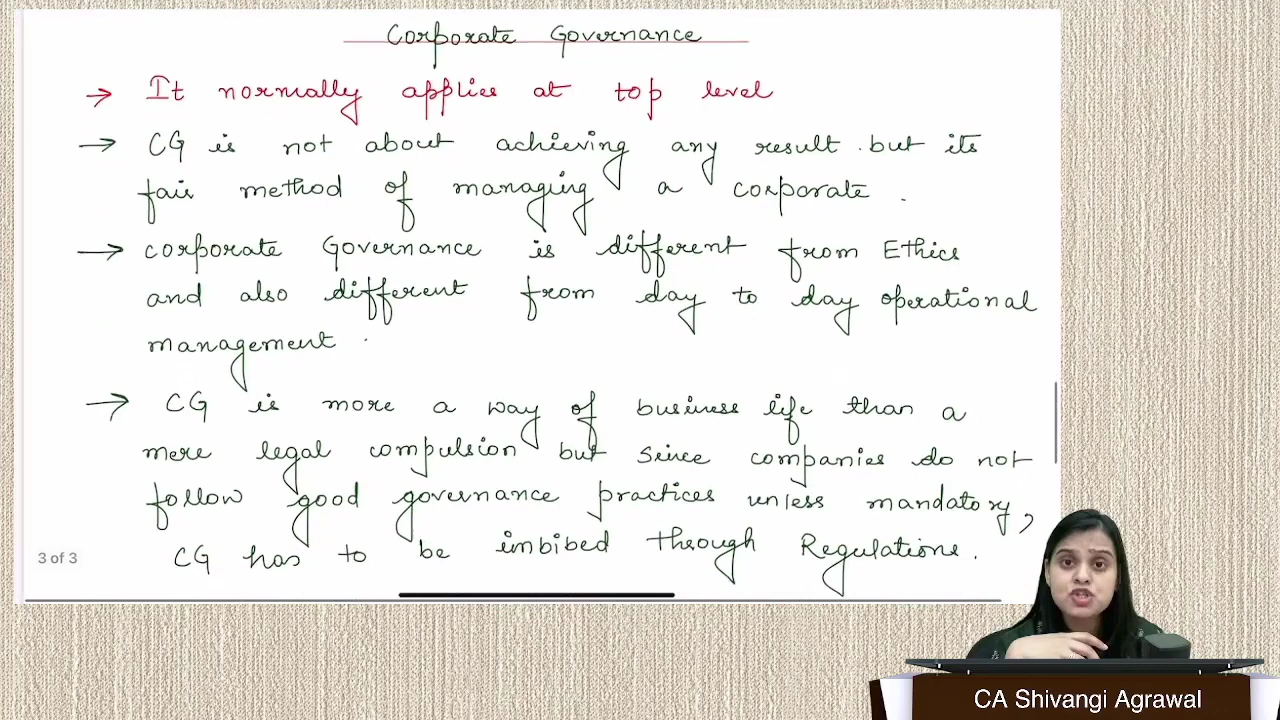 Corporate Governance
→ It normally applies at top level
→ CG is not about achieving any result but its
fair method of managing a corporate.
→ corporate Governance is different from Ethics
and also different from day to day operational
management.
→ CG is more a way of business life than a
mere legal compulsion but since companies do not
follow good governance practices unless mandatory,
CG has to be imbibed through Regulations.
3 of 3
CA Shivangi Agrawal